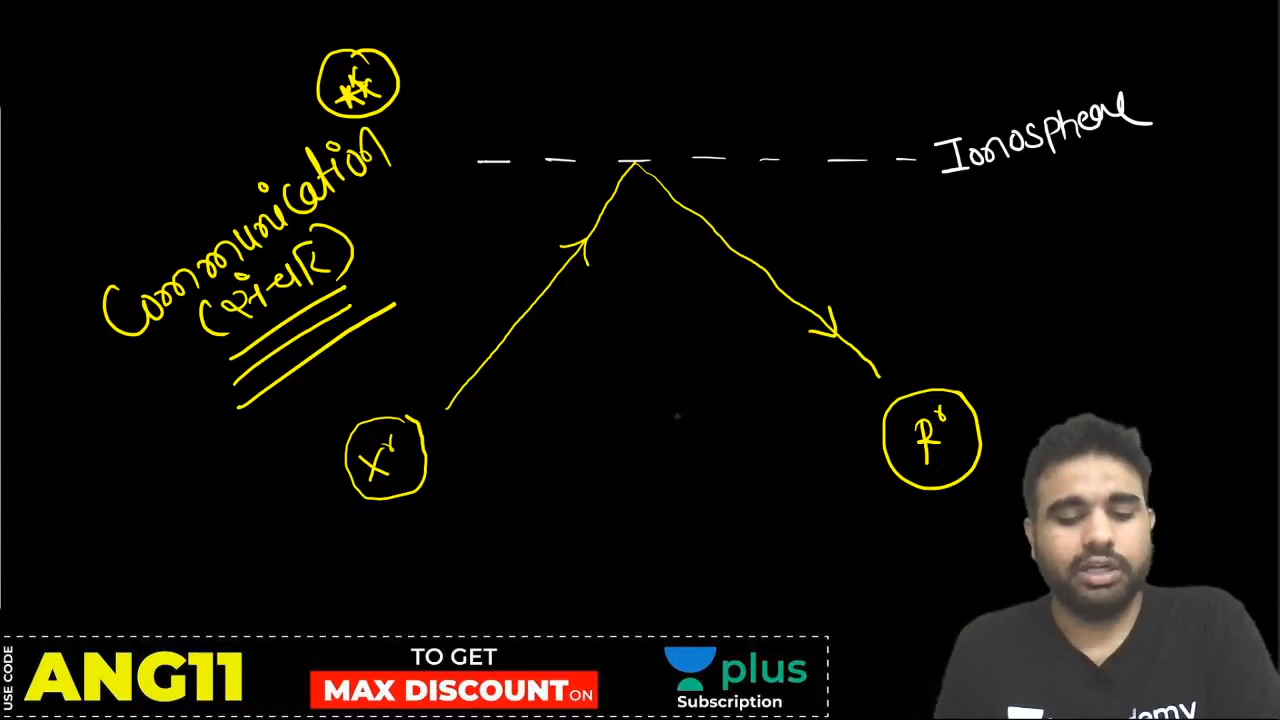 Communication
(संचार)
Ionosphere
Xʳ
Rʳ
USE CODE
ANG11
TO GET
MAX DISCOUNT ON
plus
Subscription